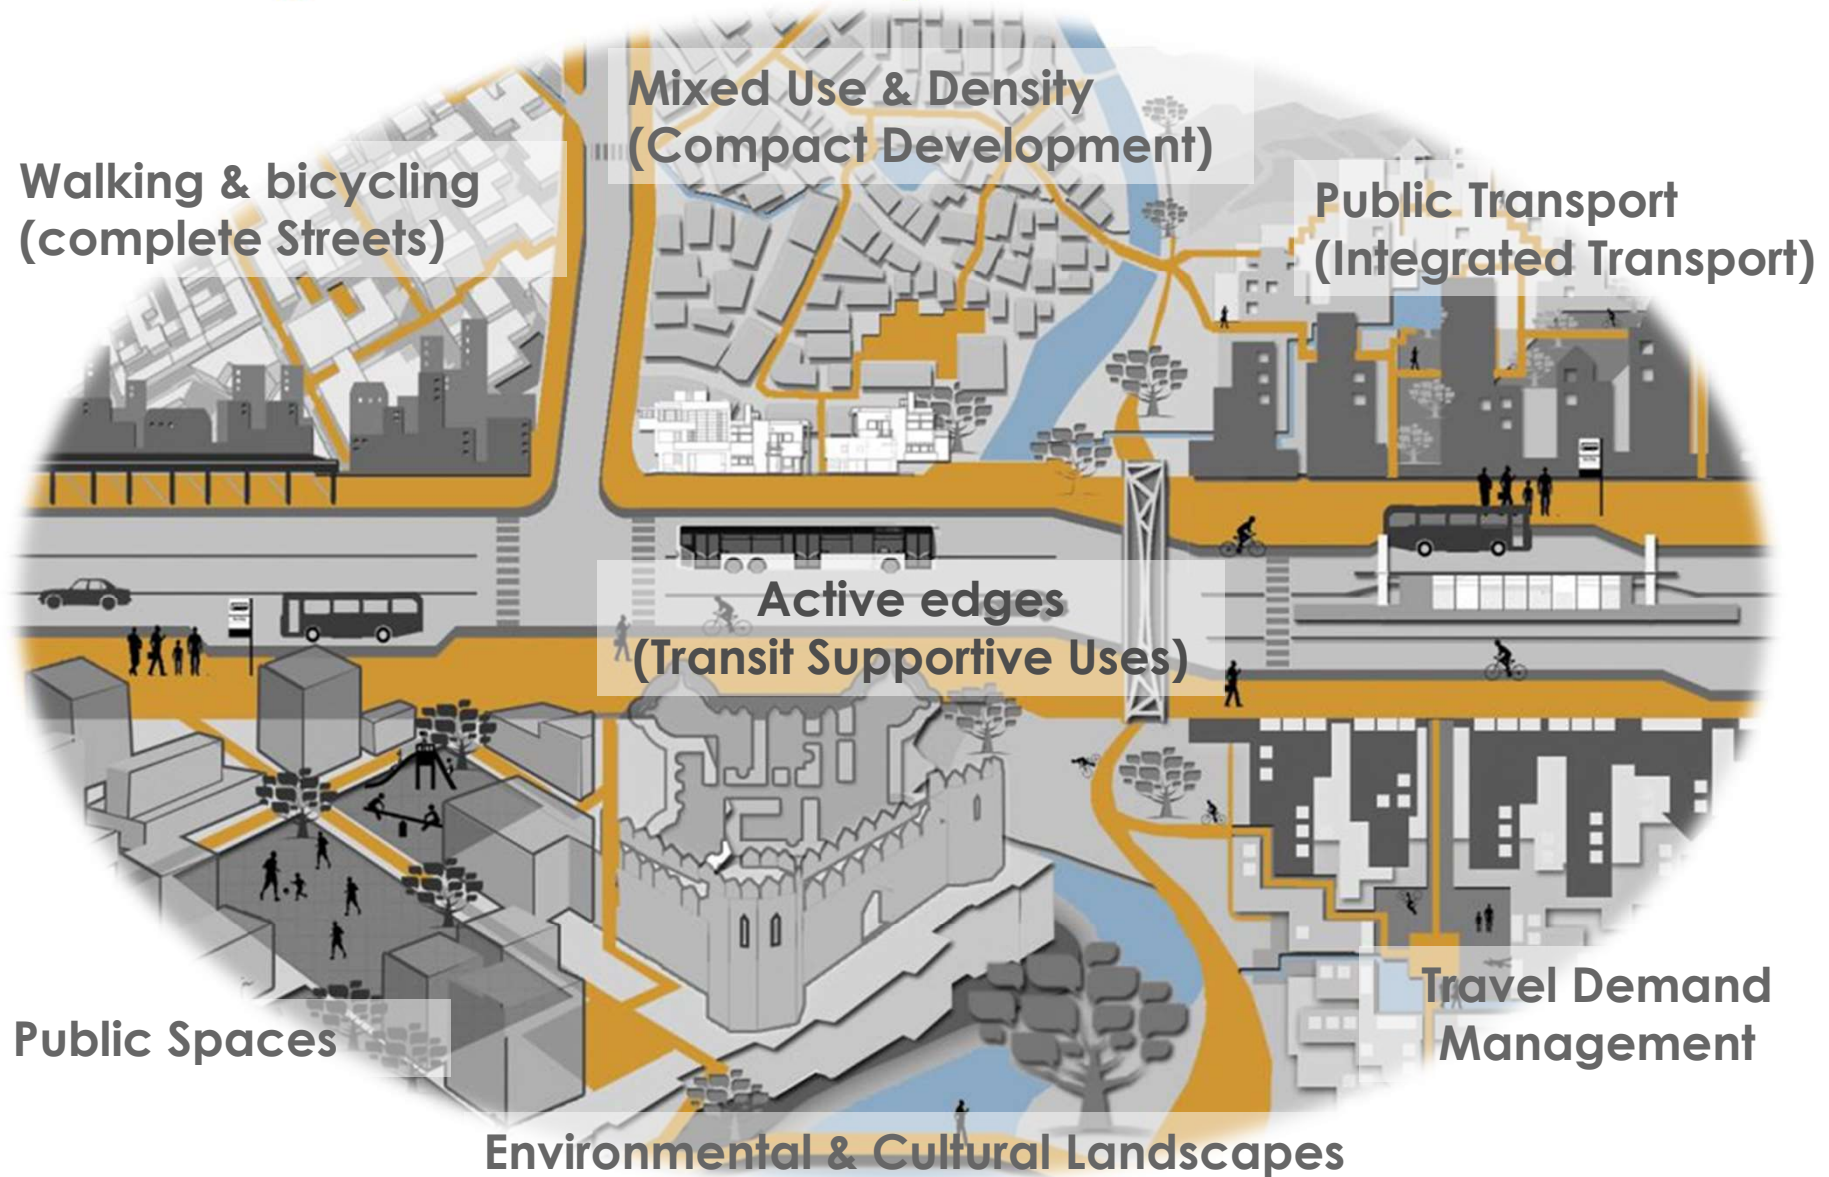 Mixed Use & Density
(Compact Development)
Walking & bicycling
(complete Streets)
Public Transport
(Integrated Transport)
Active edges
(Transit Supportive Uses)
Travel Demand
Management
Public Spaces
Environmental & Cultural Landscapes